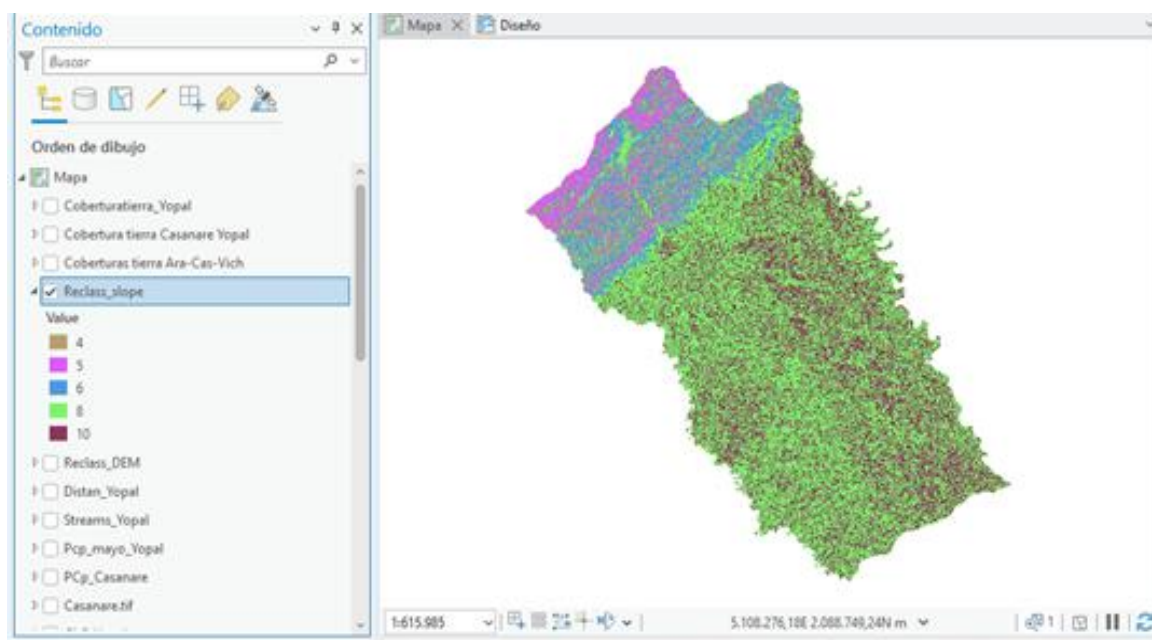 Contenido
Buscar
Orden de dibujo
Mapa
Coberturatierra_Yopal
Cobertura tierra Casanare Yopal
Coberturas tierra Ara-Cas-Vich
Reclass_slope
Value
4
5
6
8
10
Reclass_DEM
Distan_Yopal
Streams_Yopal
Pcp_mayo_Yopal
PCp_Casanare
Casanare.tif
Mapa
Diseño
1:615.985
5.108.276,18E 2.088.749,24N m
1